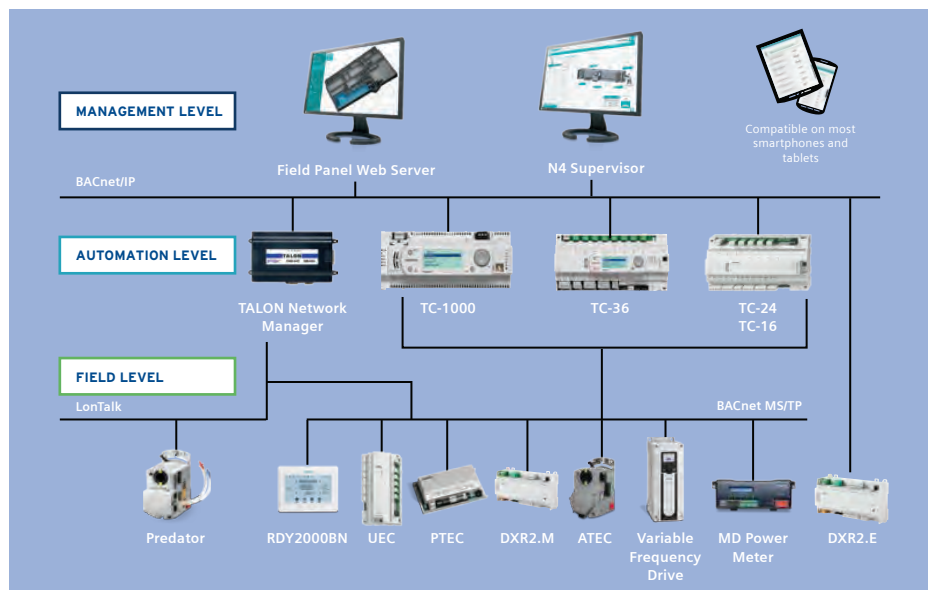 MANAGEMENT LEVEL
Compatible on most
smartphones and
tablets
Field Panel Web Server
N4 Supervisor
BACnet/IP
AUTOMATION LEVEL
TALON
TALON Network
Manager
TC-1000
TC-36
TC-24
TC-16
FIELD LEVEL
LonTalk
BACnet MS/TP
Predator
RDY2000BN
UEC
PTEC
DXR2.M
ATEC
Variable
Frequency
Drive
MD Power
Meter
DXR2.E